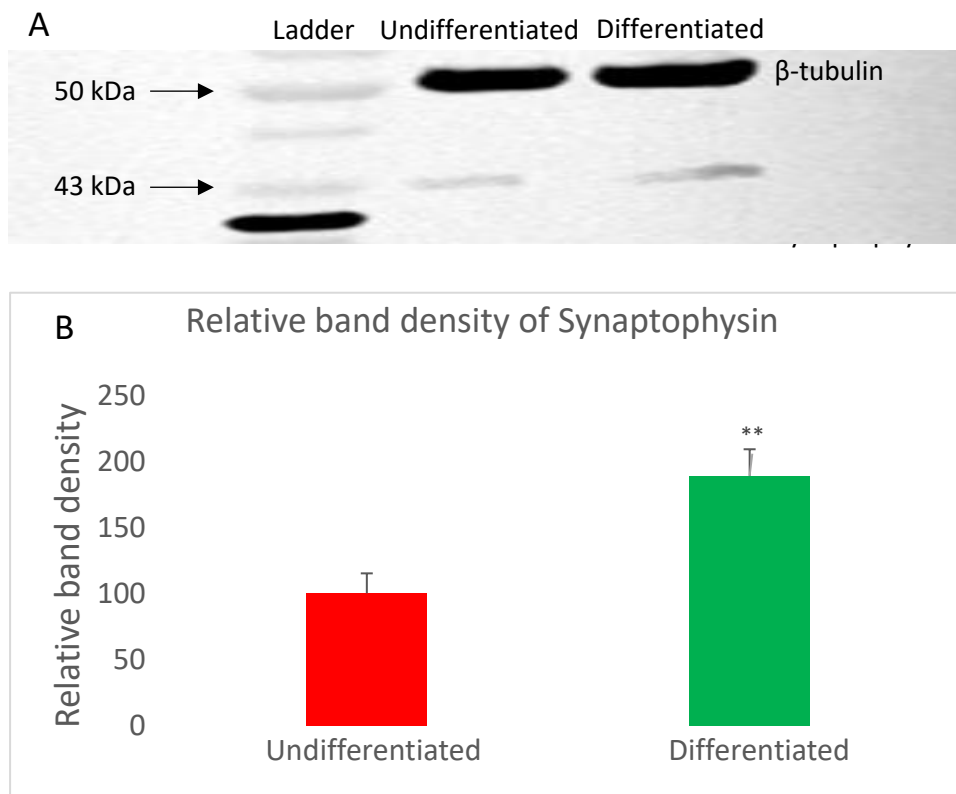 A
Ladder Undifferentiated Differentiated
β-tubulin
50 kDa
43 kDa
B
Relative band density of Synaptophysin
Relative band density
250
200
150
100
50
0
**
Undifferentiated Differentiated